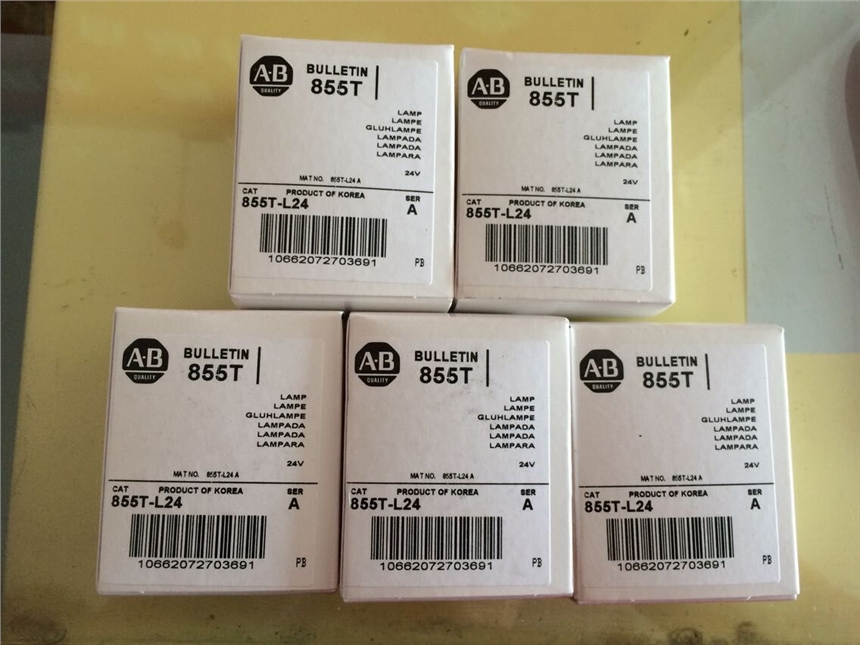 A-B
QUALITY
BULLETIN
855T
LAMP
LAMPE
GLUHLAMPE
LAMPADA
LAMPADA
LAMPARA
24V
MAT NO. 855T-L24 A
CAT PRODUCT OF KOREA SER
855T-L24 A
10662072703691 PB
A-B
QUALITY
BULLETIN
855T
LAMP
LAMPE
GLUHLAMPE
LAMPADA
LAMPADA
LAMPARA
24V
MAT NO. 855T-L24 A
CAT PRODUCT OF KOREA SER
855T-L24 A
10662072703691 PB
A-B
QUALITY
BULLETIN
855T
LAMP
LAMPE
GLUHLAMPE
LAMPADA
LAMPADA
LAMPARA
24V
MAT NO. 855T-L24 A
CAT PRODUCT OF KOREA SER
855T-L24 A
10662072703691 PB
A-B
QUALITY
BULLETIN
855T
LAMP
LAMPE
GLUHLAMPE
LAMPADA
LAMPADA
LAMPARA
24V
MAT NO. 855T-L24 A
CAT PRODUCT OF KOREA SER
855T-L24 A
10662072703691 PB
A-B
QUALITY
BULLETIN
855T
LAMP
LAMPE
GLUHLAMPE
LAMPADA
LAMPADA
LAMPARA
24V
MAT NO. 855T-L24 A
CAT PRODUCT OF KOREA SER
855T-L24 A
10662072703691 PB